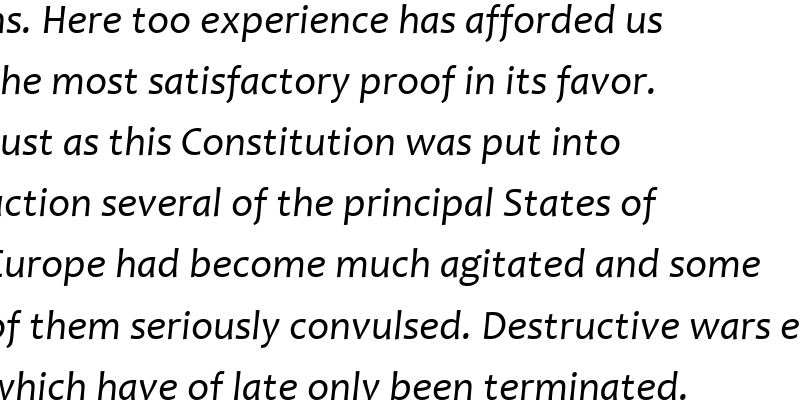 ns. Here too experience has afforded us
he most satisfactory proof in its favor.
ust as this Constitution was put into
action several of the principal States of
Europe had become much agitated and some
of them seriously convulsed. Destructive wars e
which have of late only been terminated.